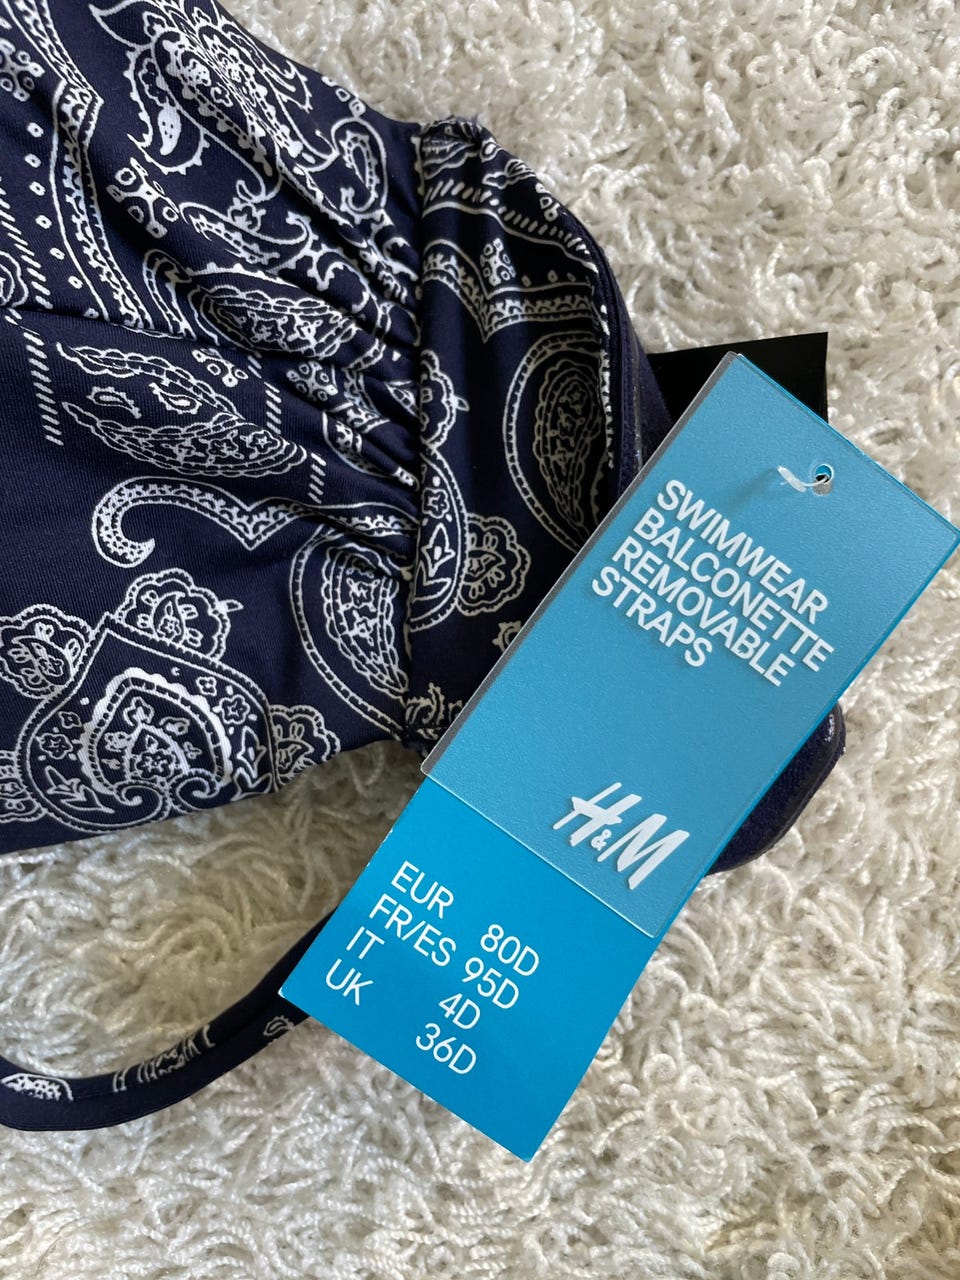 SWIMWEAR
BALCONETTE
REMOVABLE
STRAPS
H&M
EUR 80D
FR/ES 95D
IT 4D
UK 36D